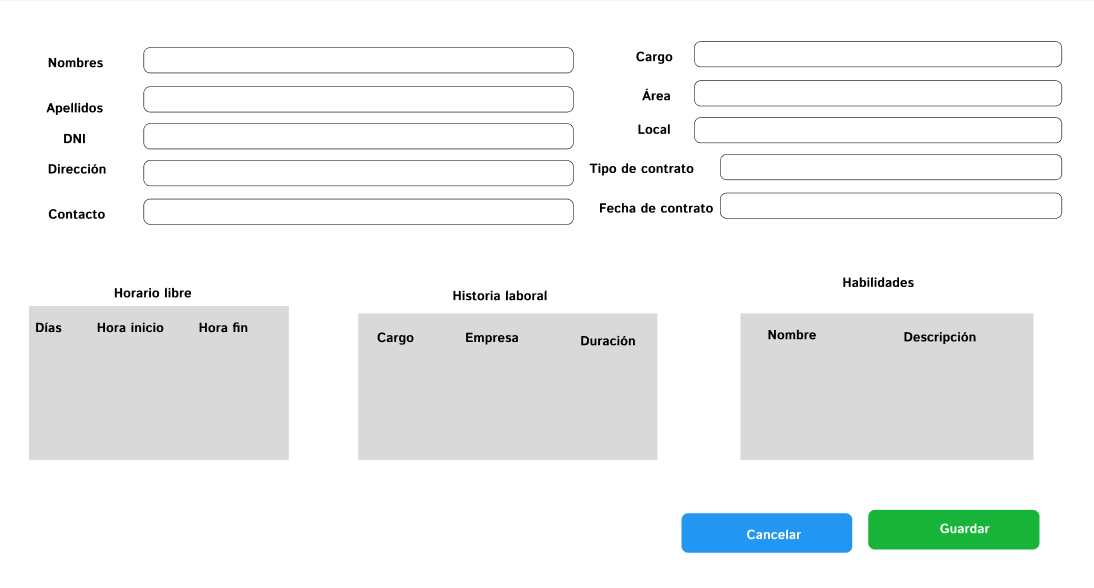 Nombres
Apellidos
DNI
Dirección
Contacto
Cargo
Área
Local
Tipo de contrato
Fecha de contrato
Horario libre
Días Hora inicio Hora fin
Historia laboral
Cargo Empresa Duración
Habilidades
Nombre Descripción
Cancelar
Guardar